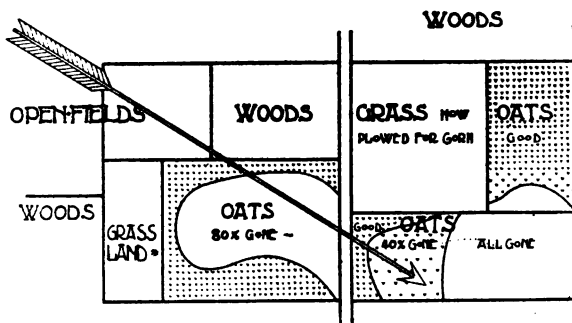 WOODS
OPEN FIELDS
WOODS
GRASS NOW
PLOWED FOR CORN
OATS
GOOD
WOODS
GRASS
LAND
OATS
80% GONE
GOOD
OATS
40% GONE
ALL GONE